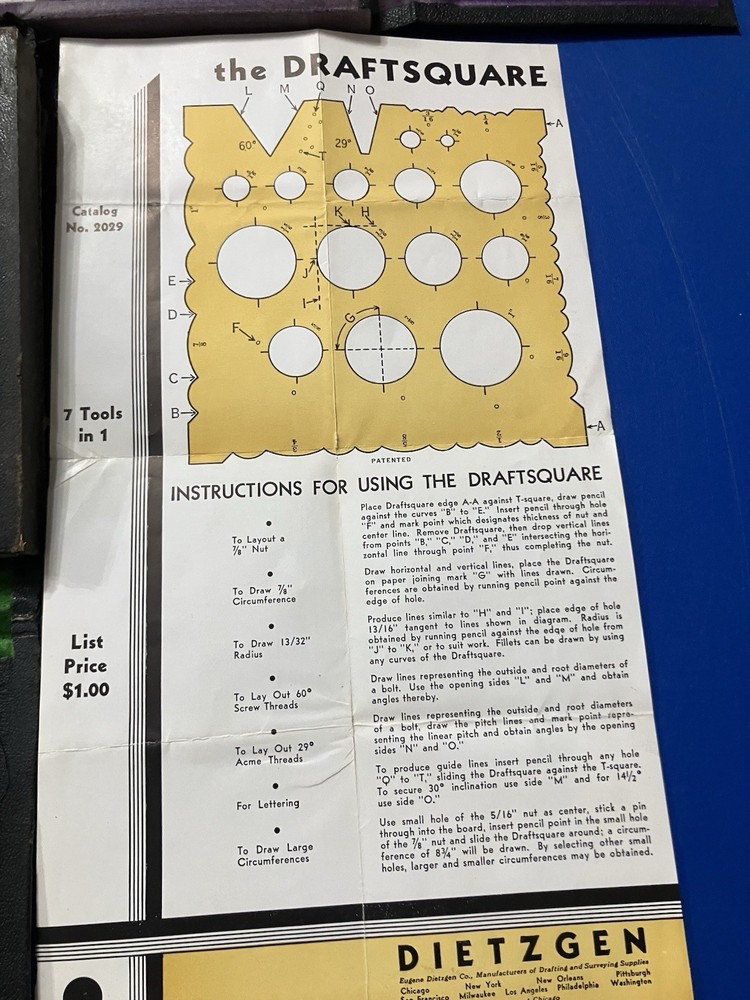 the DRAFTSQUARE
L M Q N O
A
60°
29°
T
3/16
1/4
5/16
3/8
7/16
9/16
1"
Catalog
No. 2029
K H
J
I
E
D
F
G
C
B
A
7 Tools
in 1
PATENTED
INSTRUCTIONS FOR USING THE DRAFTSQUARE
To Layout a
7/8" Nut
Place Draftsquare edge A-A against T-square, draw pencil
against the curves "B" to "E." Insert pencil through hole
"F" and mark point which designates thickness of nut and
center line. Remove Draftsquare, then drop vertical lines
from points "B," "C," "D," and "E" intersecting the hori-
zontal line through point "F," thus completing the nut.
To Draw 7/8"
Circumference
Draw horizontal and vertical lines, place the Draftsquare
on paper joining mark "G" with lines drawn. Circum-
ferences are obtained by running pencil point against the
edge of hole.
To Draw 13/32"
Radius
Produce lines similar to "H" and "I"; place edge of hole
13/16" tangent to lines shown in diagram. Radius is
obtained by running pencil against the edge of hole from
"J" to "K," or to suit work. Fillets can be drawn by using
any curves of the Draftsquare.
List
Price
$1.00
To Lay Out 60°
Screw Threads
Draw lines representing the outside and root diameters of
a bolt. Use the opening sides "L" and "M" and obtain
angles thereby.
To Lay Out 29°
Acme Threads
Draw lines representing the outside and root diameters
of a bolt, draw the pitch lines and mark point repre-
senting the linear pitch and obtain angles by the opening
sides "N" and "O."
For Lettering
To produce guide lines insert pencil through any hole
"Q" to "T," sliding the Draftsquare against the T-square.
To secure 30° inclination use side "M" and for 14½°
use side "O."
To Draw Large
Circumferences
Use small hole of the 5/16" nut as center, stick a pin
through into the board, insert pencil point in the small hole
of the 7/8" nut and slide the Draftsquare around; a circum-
ference of 8¾" will be drawn. By selecting other small
holes, larger and smaller circumferences may be obtained.
DIETZGEN
Eugene Dietzgen Co., Manufacturers of Drafting and Surveying Supplies
Chicago New York New Orleans Pittsburgh
San Francisco Milwaukee Los Angeles Philadelphia Washington
Chicago